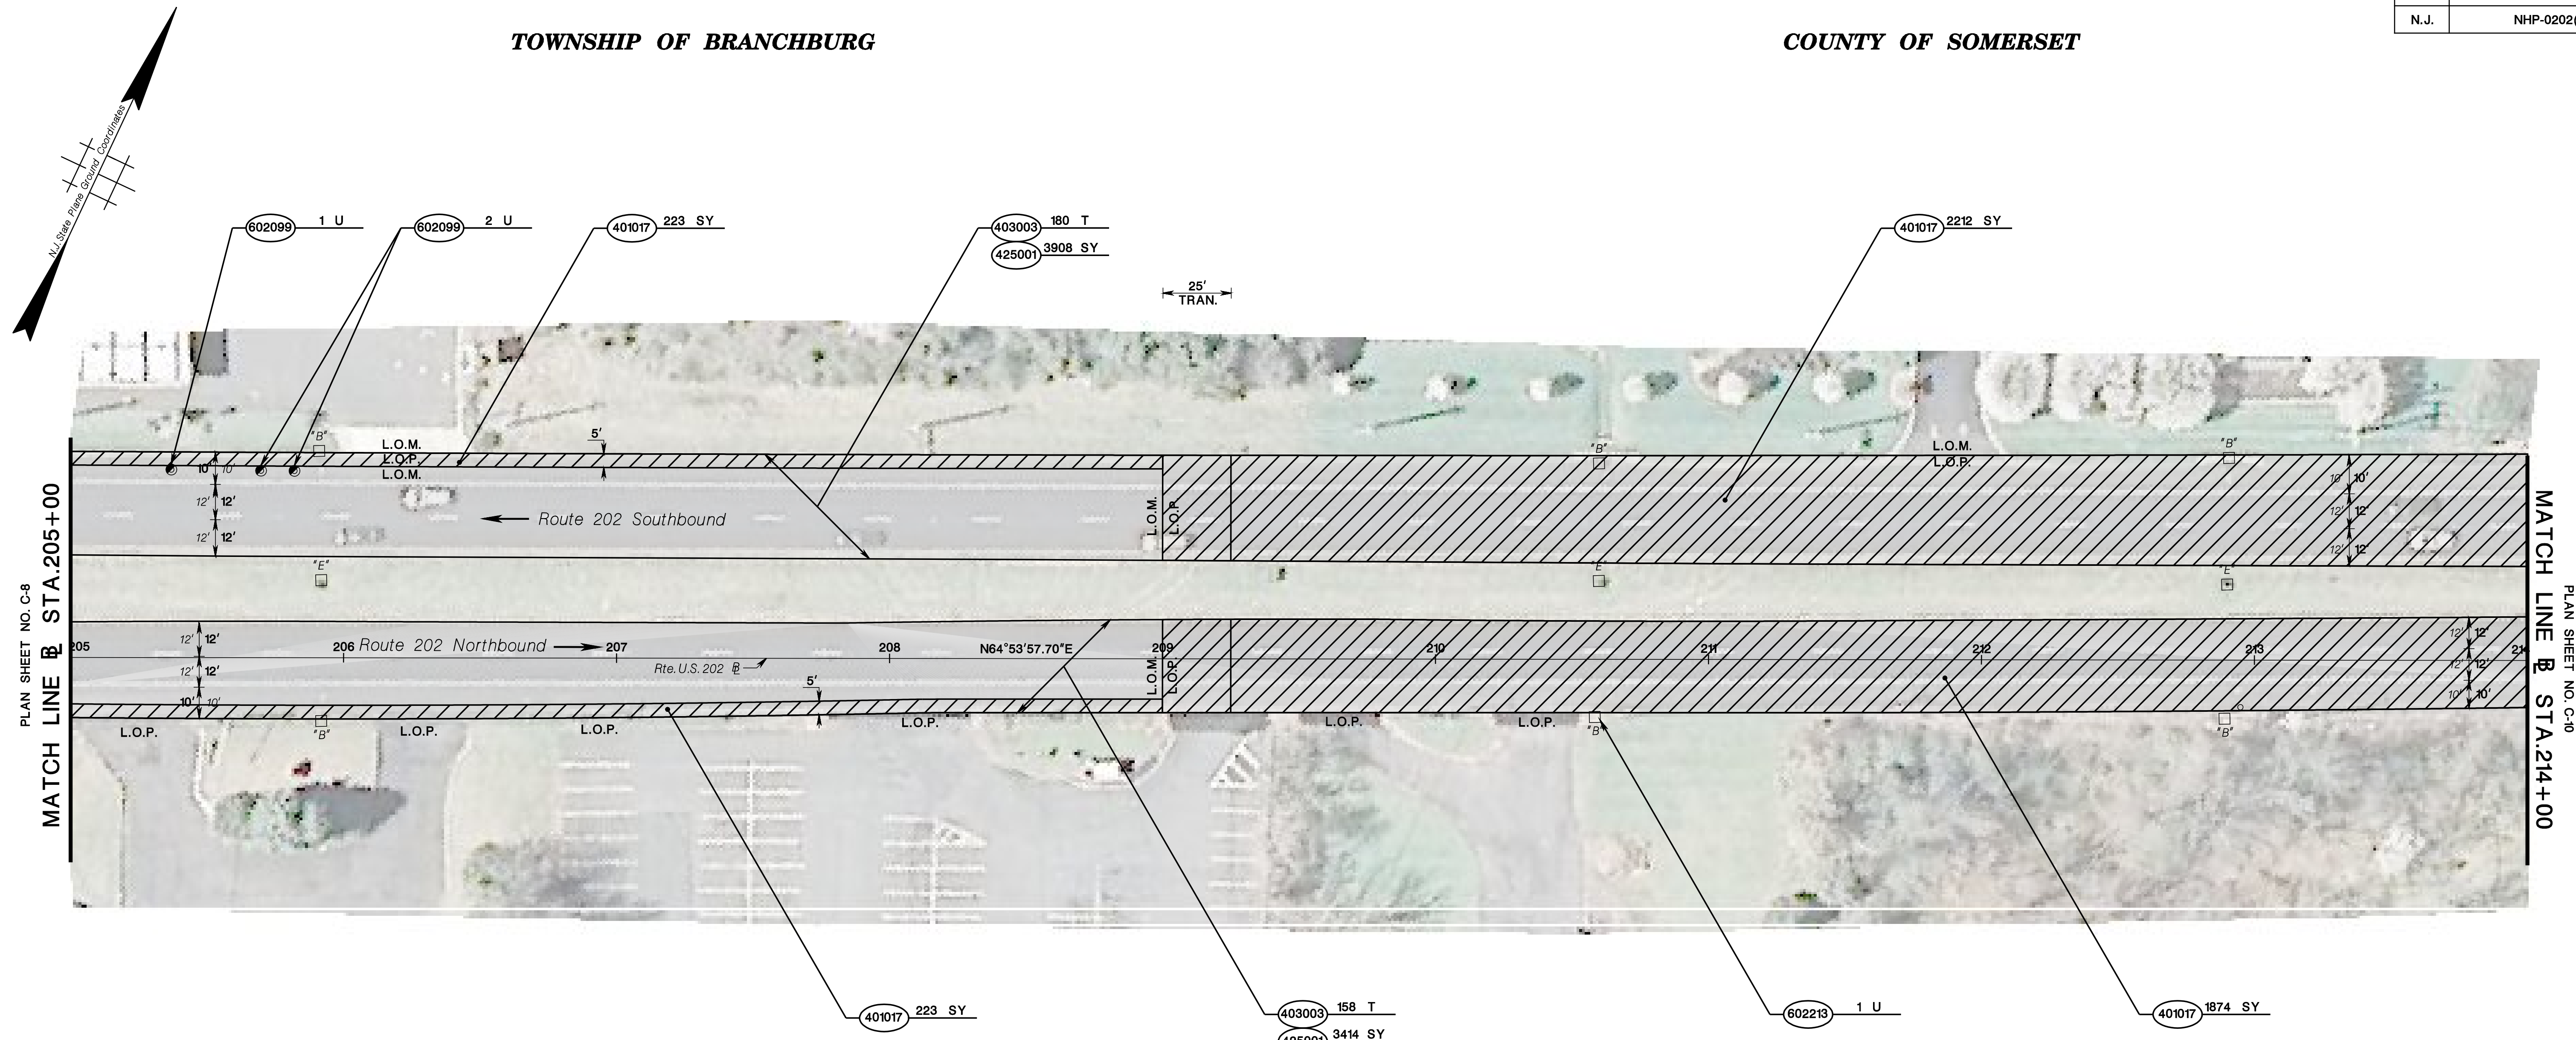 N.J. NHP-0202(
TOWNSHIP OF BRANCHBURG
COUNTY OF SOMERSET
N.J. State Plane Ground Coordinates
602099 1 U
602099 2 U
401017 223 SY
403003 180 T
425001 3908 SY
401017 2212 SY
25'
TRAN.
"B"
L.O.M.
L.O.P.
L.O.M.
5'
"B"
L.O.M.
L.O.P.
"B"
10' 10'
12' 12'
12' 12'
Route 202 Southbound
L.O.M.
L.O.P.
10' 10'
12' 12'
12' 12'
"E"
"E"
"E"
PLAN SHEET NO. C-8
MATCH LINE BL STA.205+00
MATCH LINE BL STA.214+00
PLAN SHEET NO. C-10
12' 12'
12' 12'
10' 10'
205
206
Route 202 Northbound
207
208
N64°53'57.70"E
209
210
211
212
213
21
Rte. U.S. 202 BL
L.O.M.
L.O.P.
12' 12'
12' 12'
10' 10'
5'
L.O.P.
"B"
L.O.P.
L.O.P.
L.O.P.
L.O.P.
L.O.P.
"B"
"B"
401017 223 SY
403003 158 T
425001 3414 SY
602213 1 U
401017 1874 SY